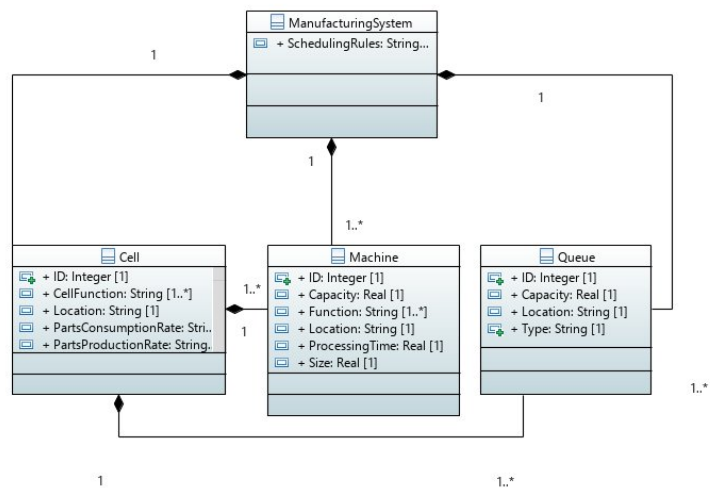 ManufacturingSystem
+ SchedulingRules: String...
1
1
1
1..*
Cell
+ ID: Integer [1]
+ CellFunction: String [1..*]
+ Location: String [1]
+ PartsConsumptionRate: Stri..
+ PartsProductionRate: String..
1..*
1
Machine
+ ID: Integer [1]
+ Capacity: Real [1]
+ Function: String [1..*]
+ Location: String [1]
+ ProcessingTime: Real [1]
+ Size: Real [1]
Queue
+ ID: Integer [1]
+ Capacity: Real [1]
+ Location: String [1]
+ Type: String [1]
1..*
1
1..*